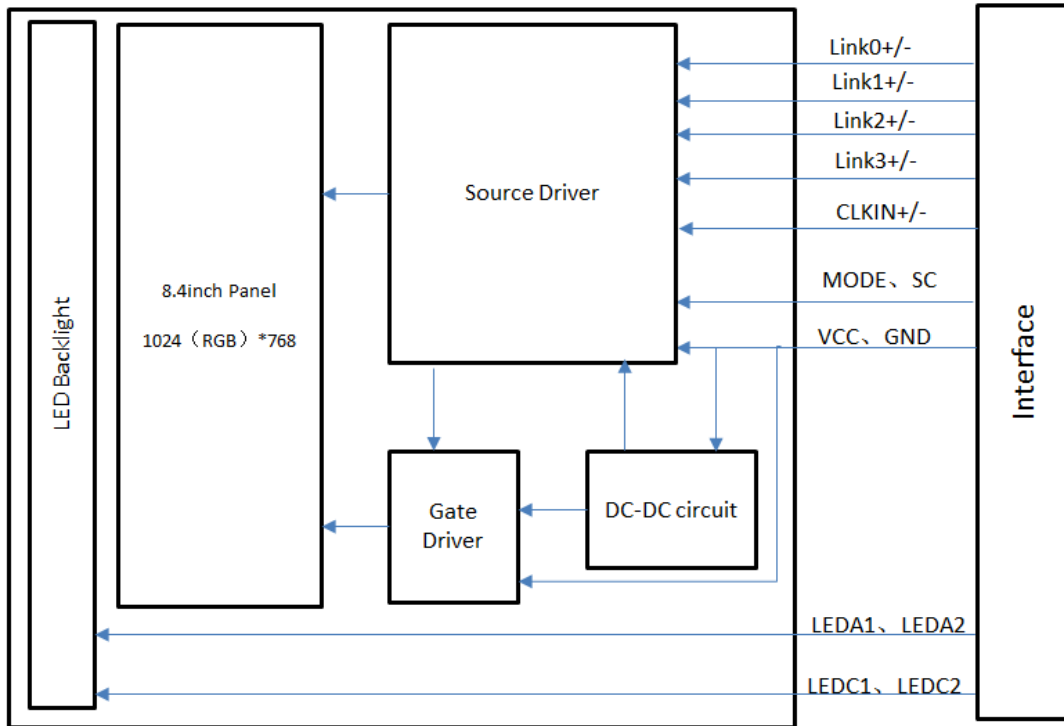 LED Backlight
8.4inch Panel
1024（RGB）*768
Source Driver
Gate
Driver
DC-DC circuit
Link0+/-
Link1+/-
Link2+/-
Link3+/-
CLKIN+/-
MODE、SC
VCC、GND
LEDA1、LEDA2
LEDC1、LEDC2
Interface